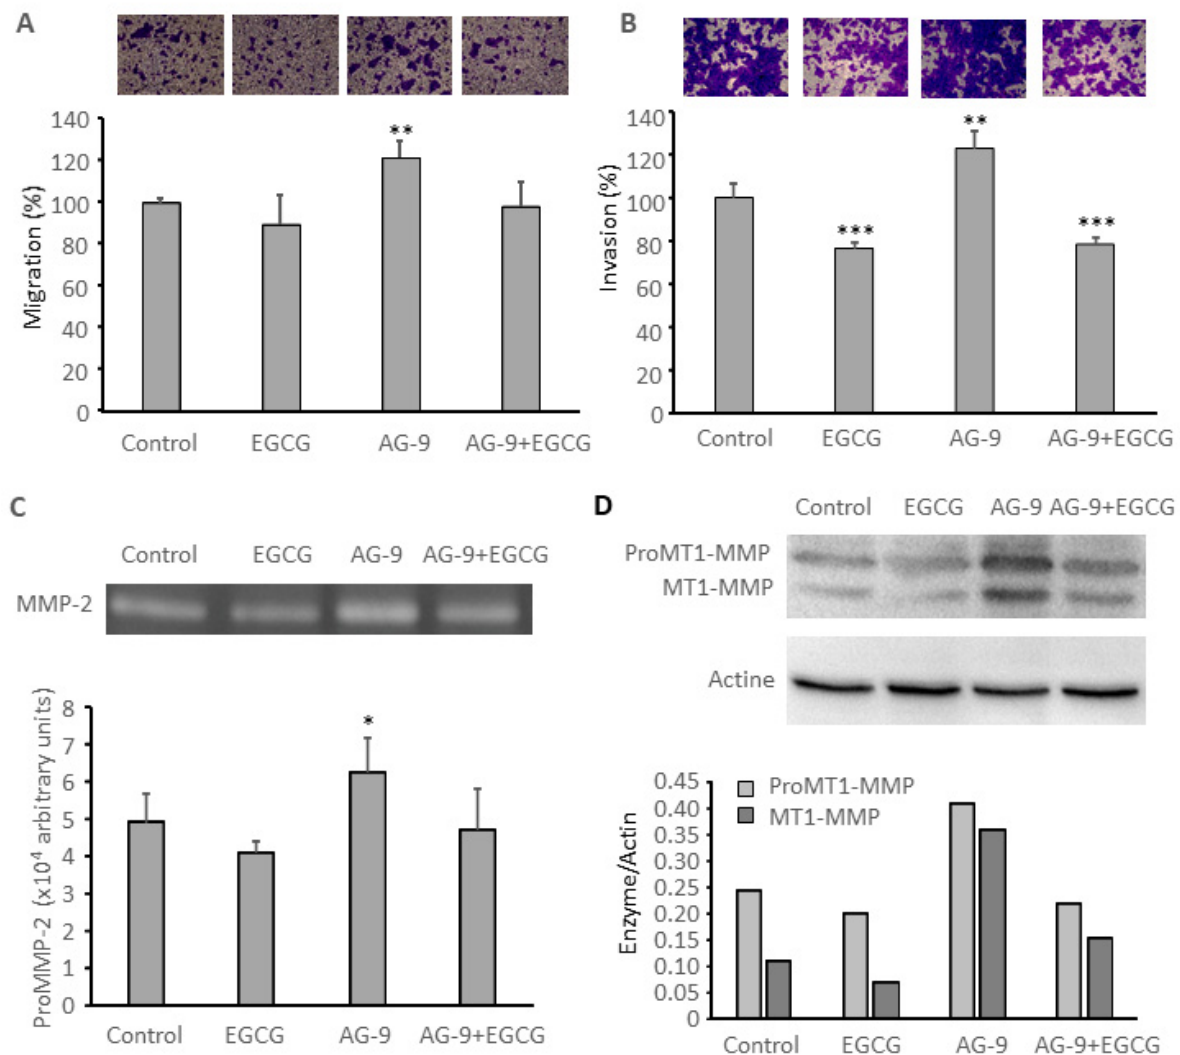 A
Migration (%)
140
120
100
80
60
40
20
0
**
Control EGCG AG-9 AG-9+EGCG
B
Invasion (%)
140
120
100
80
60
40
20
0
***
**
***
Control EGCG AG-9 AG-9+EGCG
C
Control EGCG AG-9 AG-9+EGCG
MMP-2
ProMMP-2 (x10⁴ arbitrary units)
8
7
6
5
4
3
2
1
0
*
Control EGCG AG-9 AG-9+EGCG
D
Control EGCG AG-9 AG-9+EGCG
ProMT1-MMP
MT1-MMP
Actine
Enzyme/Actin
0.45
0.40
0.35
0.30
0.25
0.20
0.15
0.10
0.05
0
ProMT1-MMP
MT1-MMP
Control EGCG AG-9 AG-9+EGCG